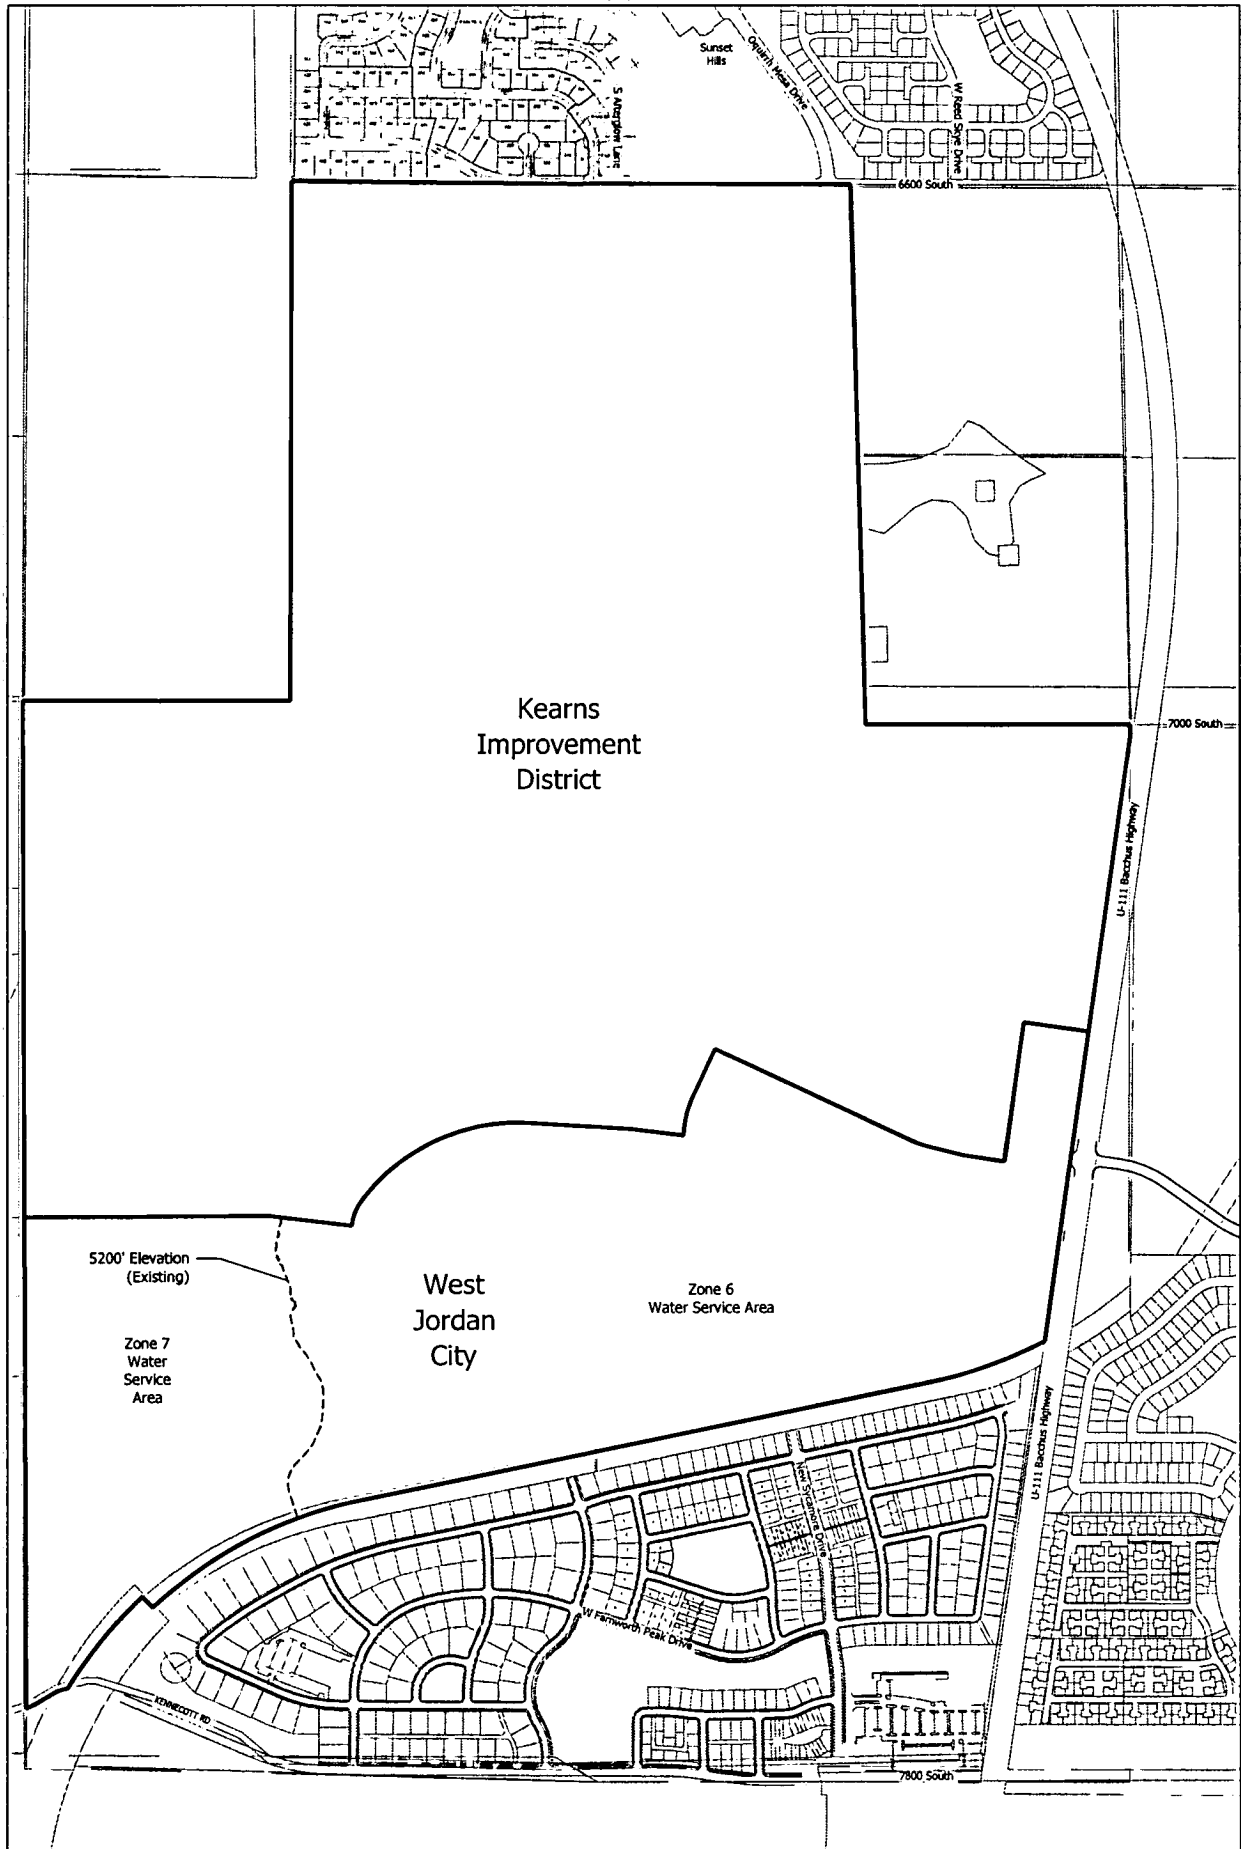 Sunset
Hills
Oquirrh Mesa Drive
W Reed Skye Drive
S Afterglow Lane
6600 South
Kearns
Improvement
District
7000 South
U-111 Bacchus Highway
5200' Elevation
(Existing)
West
Jordan
City
Zone 6
Water Service Area
Zone 7
Water
Service
Area
U-111 Bacchus Highway
New Sycamore Drive
W Farnworth Peak Drive
KENNECOTT RD
7800 South